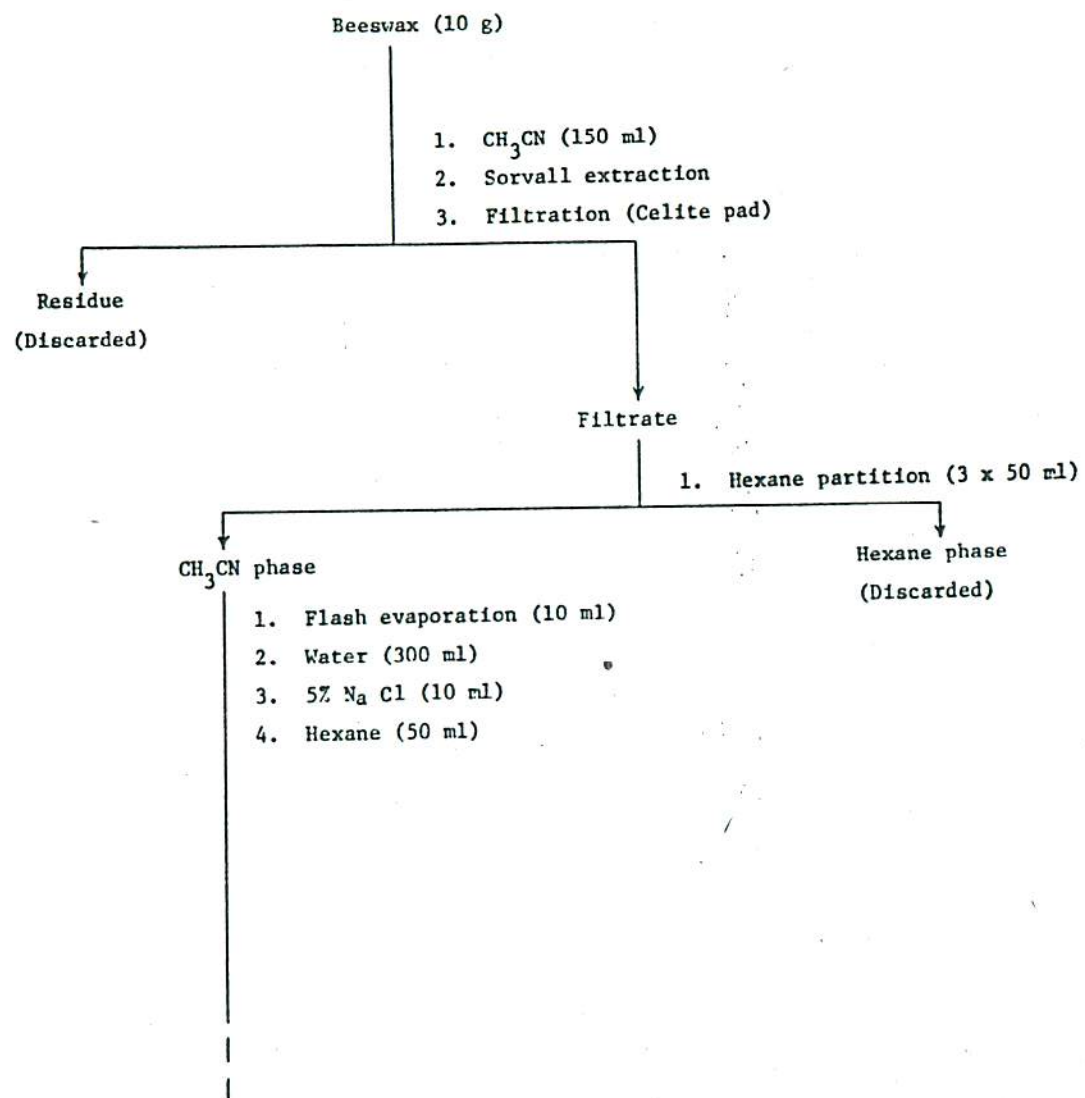 Beeswax (10 g)
1. CH3CN (150 ml)
2. Sorvall extraction
3. Filtration (Celite pad)
Residue
(Discarded)
Filtrate
1. Hexane partition (3 x 50 ml)
CH3CN phase
Hexane phase
(Discarded)
1. Flash evaporation (10 ml)
2. Water (300 ml)
3. 5% Na Cl (10 ml)
4. Hexane (50 ml)